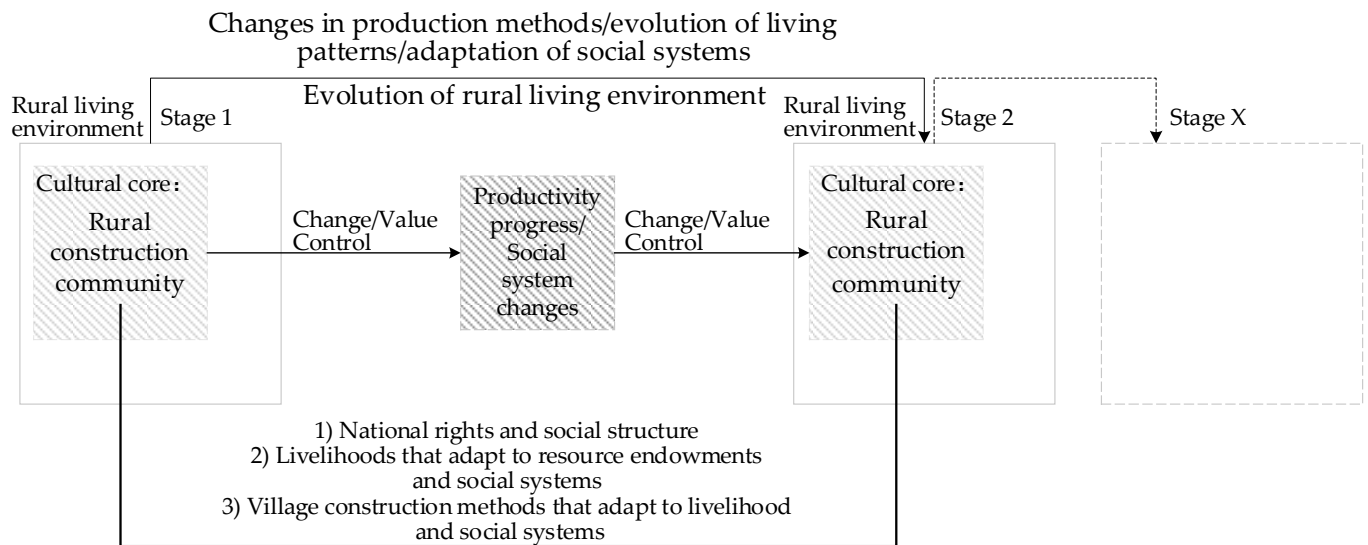 Changes in production methods/evolution of living
patterns/adaptation of social systems
Evolution of rural living environment
Rural living
environment
Stage 1
Rural living
environment
Stage 2
Stage X
Cultural core：
Rural
construction
community
Change/Value
Control
Productivity
progress/
Social
system
changes
Change/Value
Control
Cultural core：
Rural
construction
community
1) National rights and social structure
2) Livelihoods that adapt to resource endowments
and social systems
3) Village construction methods that adapt to livelihood
and social systems